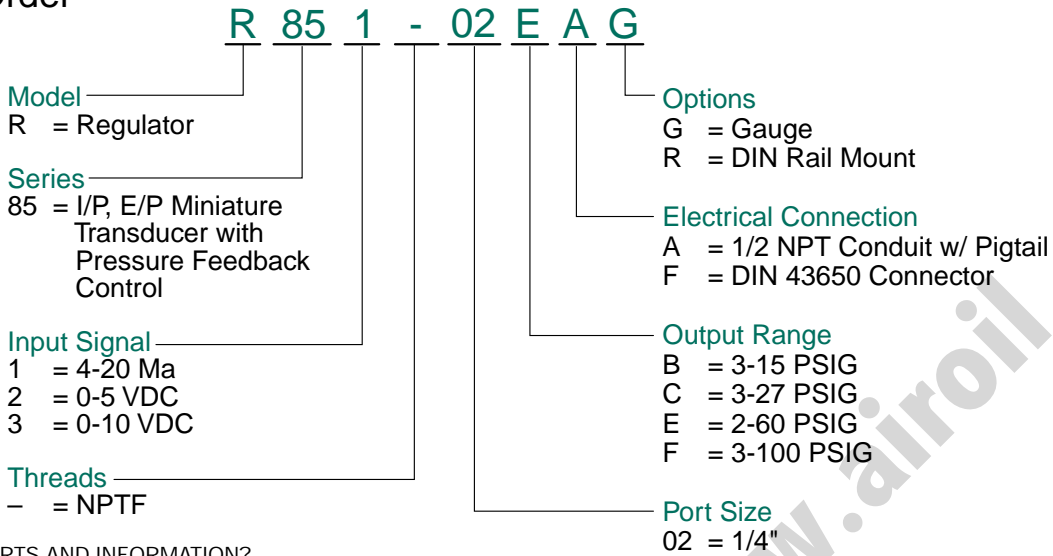 R 85 1 - 02 E A G
Model
R = Regulator
Series
85 = I/P, E/P Miniature
Transducer with
Pressure Feedback
Control
Input Signal
1 = 4-20 Ma
2 = 0-5 VDC
3 = 0-10 VDC
Threads
– = NPTF
Options
G = Gauge
R = DIN Rail Mount
Electrical Connection
A = 1/2 NPT Conduit w/ Pigtail
F = DIN 43650 Connector
Output Range
B = 3-15 PSIG
C = 3-27 PSIG
E = 2-60 PSIG
F = 3-100 PSIG
Port Size
02 = 1/4"
AND INFORMATION?
w.airoil